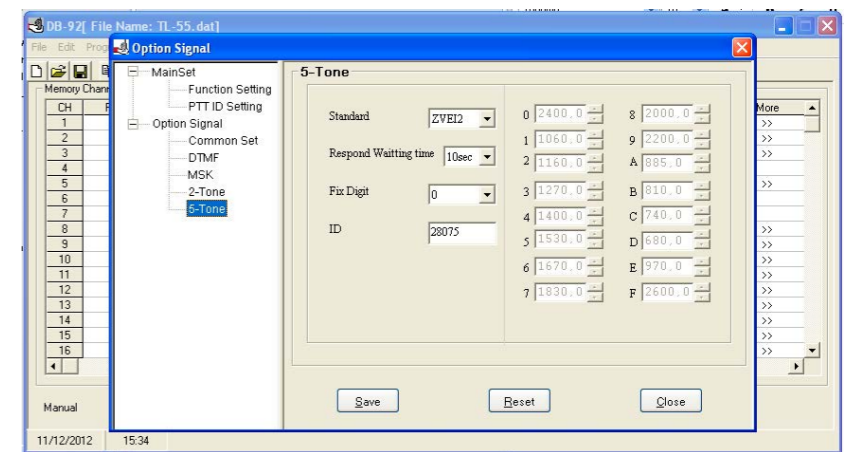 DB-92[ File Name: TL-55.dat]
File Edit Prog
Option Signal
Memory Chann
CH
1
2
3
4
5
6
7
8
9
10
11
12
13
14
15
16
MainSet
Function Setting
PTT ID Setting
Option Signal
Common Set
DTMF
MSK
2-Tone
5-Tone
5-Tone
Standard ZVEI2
Respond Waitting time 10sec
Fix Digit 0
ID 28075
0 2400.0 8 2000.0
1 1060.0 9 2200.0
2 1160.0 A 885.0
3 1270.0 B 810.0
4 1400.0 C 740.0
5 1530.0 D 680.0
6 1670.0 E 970.0
7 1830.0 F 2600.0
More
>>
>>
>>
>>
>>
>>
>>
>>
>>
>>
>>
>>
>>
Save Reset Close
Manual
11/12/2012 15:34